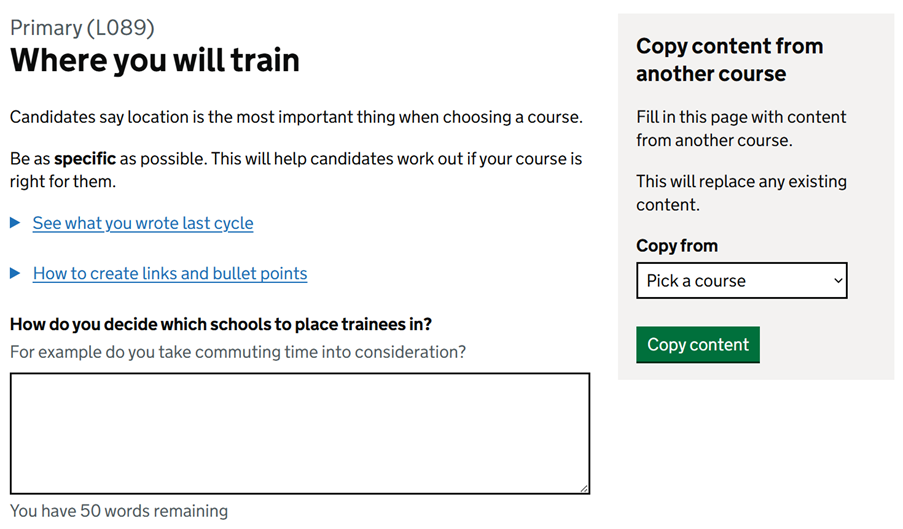 Primary (L089)
Where you will train
Candidates say location is the most important thing when choosing a course.
Be as specific as possible. This will help candidates work out if your course is
right for them.
See what you wrote last cycle
How to create links and bullet points
How do you decide which schools to place trainees in?
For example do you take commuting time into consideration?
You have 50 words remaining
Copy content from
another course
Fill in this page with content
from another course.
This will replace any existing
content.
Copy from
Pick a course
Copy content